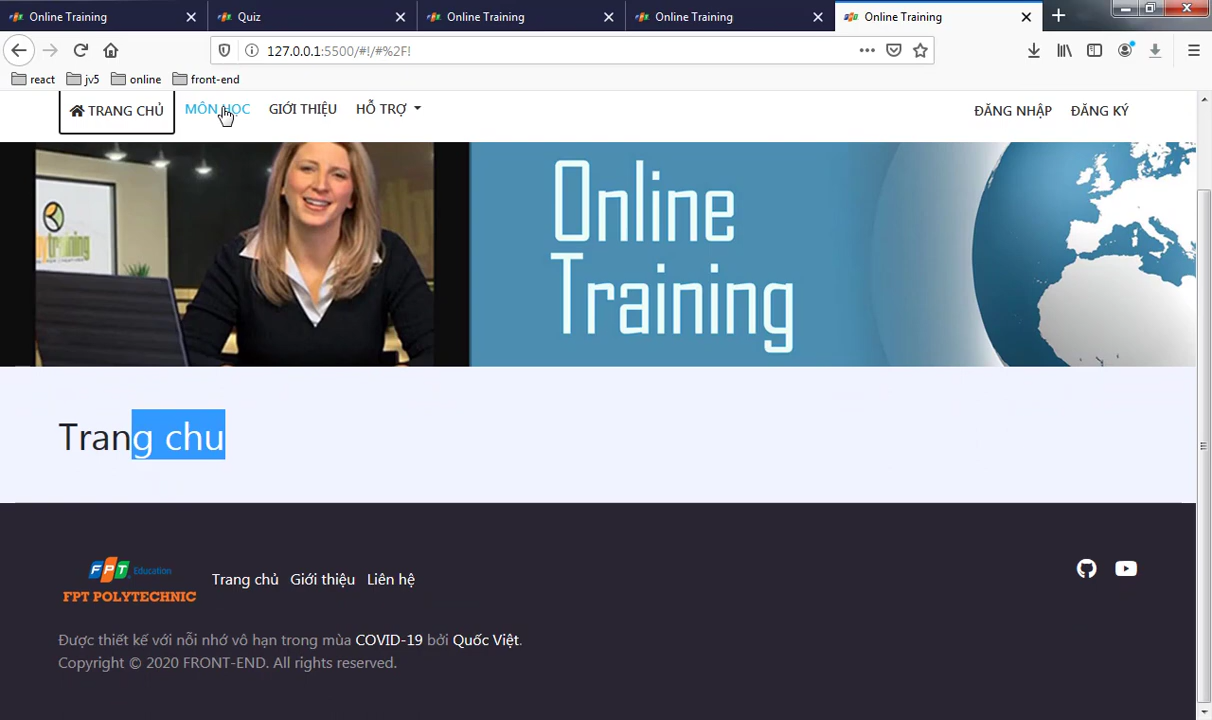 Online Training
Quiz
Online Training
Online Training
Online Training
127.0.0.1:5500/#!/#%2F!
react
jv5
online
front-end
TRANG CHỦ
MÔN HỌC
GIỚI THIỆU
HỖ TRỢ
ĐĂNG NHẬP
ĐĂNG KÝ
Online
Training
Trang chu
FPT Education
FPT POLYTECHNIC
Trang chủ
Giới thiệu
Liên hệ
Được thiết kế với nỗi nhớ vô hạn trong mùa COVID-19 bởi Quốc Việt.
Copyright © 2020 FRONT-END. All rights reserved.